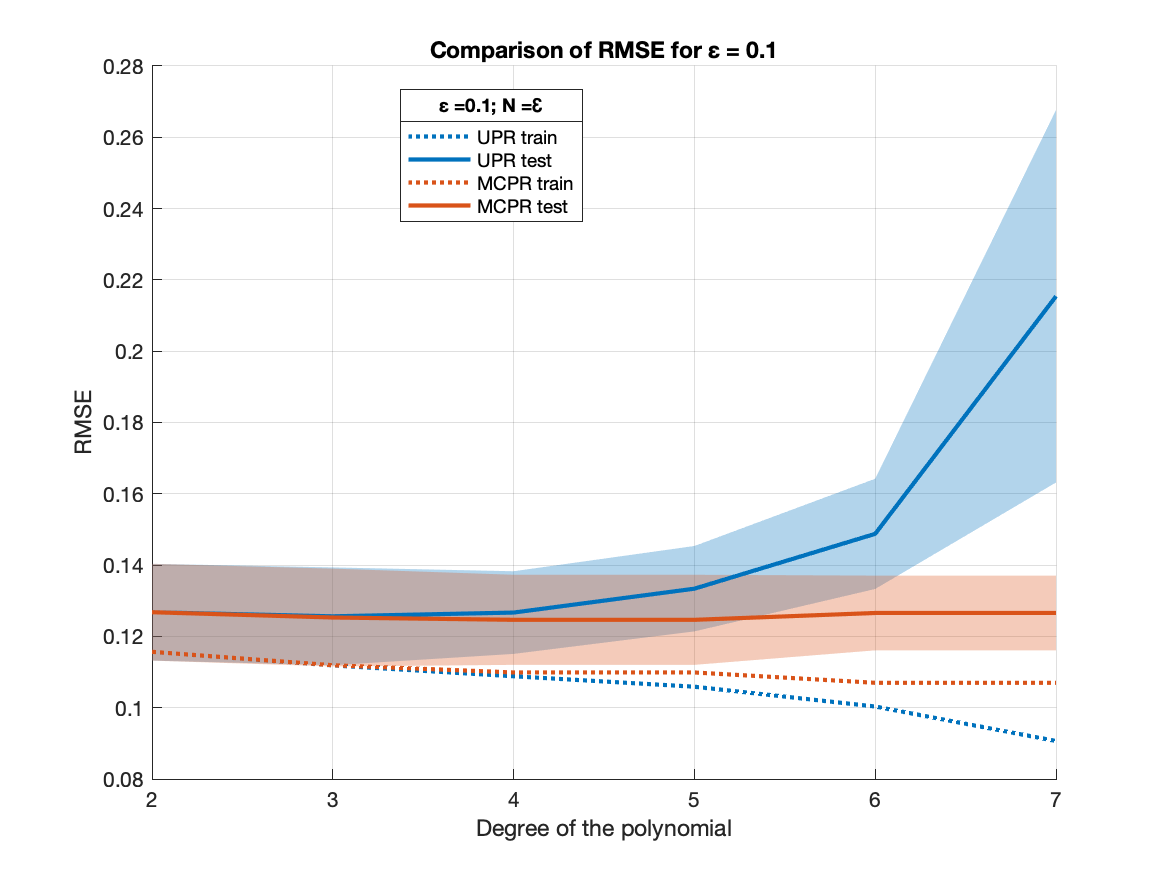 Comparison of RMSE for ε = 0.1
0.28
0.26
0.24
0.22
0.2
0.18
0.16
0.14
0.12
0.1
0.08
RMSE
ε =0.1; N =Ɛ
UPR train
UPR test
MCPR train
MCPR test
2 3 4 5 6 7
Degree of the polynomial